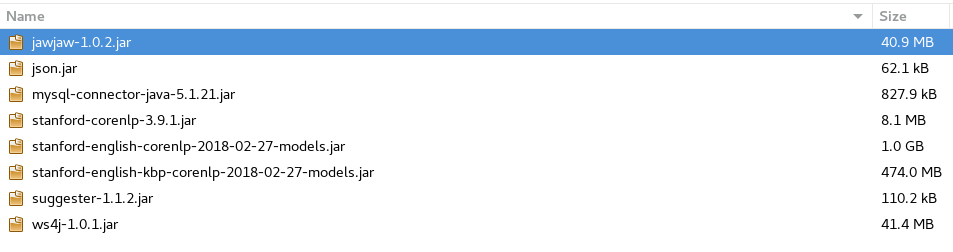 Name Size
jawjaw-1.0.2.jar 40.9 MB
json.jar 62.1 kB
mysql-connector-java-5.1.21.jar 827.9 kB
stanford-corenlp-3.9.1.jar 8.1 MB
stanford-english-corenlp-2018-02-27-models.jar 1.0 GB
stanford-english-kbp-corenlp-2018-02-27-models.jar 474.0 MB
suggester-1.1.2.jar 110.2 kB
ws4j-1.0.1.jar 41.4 MB